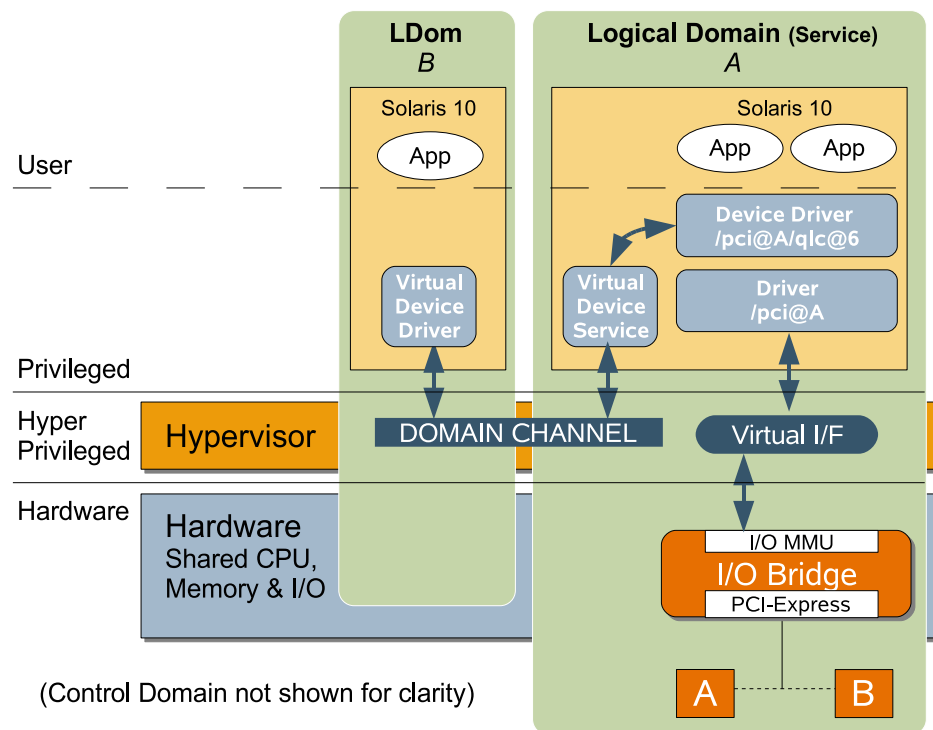 LDom
B
Logical Domain (Service)
A
Solaris 10
App
Solaris 10
App
App
User
Device Driver
/pci@A/qlc@6
Virtual
Device
Driver
Virtual
Device
Service
Driver
/pci@A
Privileged
Hyper
Privileged
Hypervisor
DOMAIN CHANNEL
Virtual I/F
Hardware
Hardware
Shared CPU,
Memory & I/O
I/O MMU
I/O Bridge
PCI-Express
A
B
(Control Domain not shown for clarity)